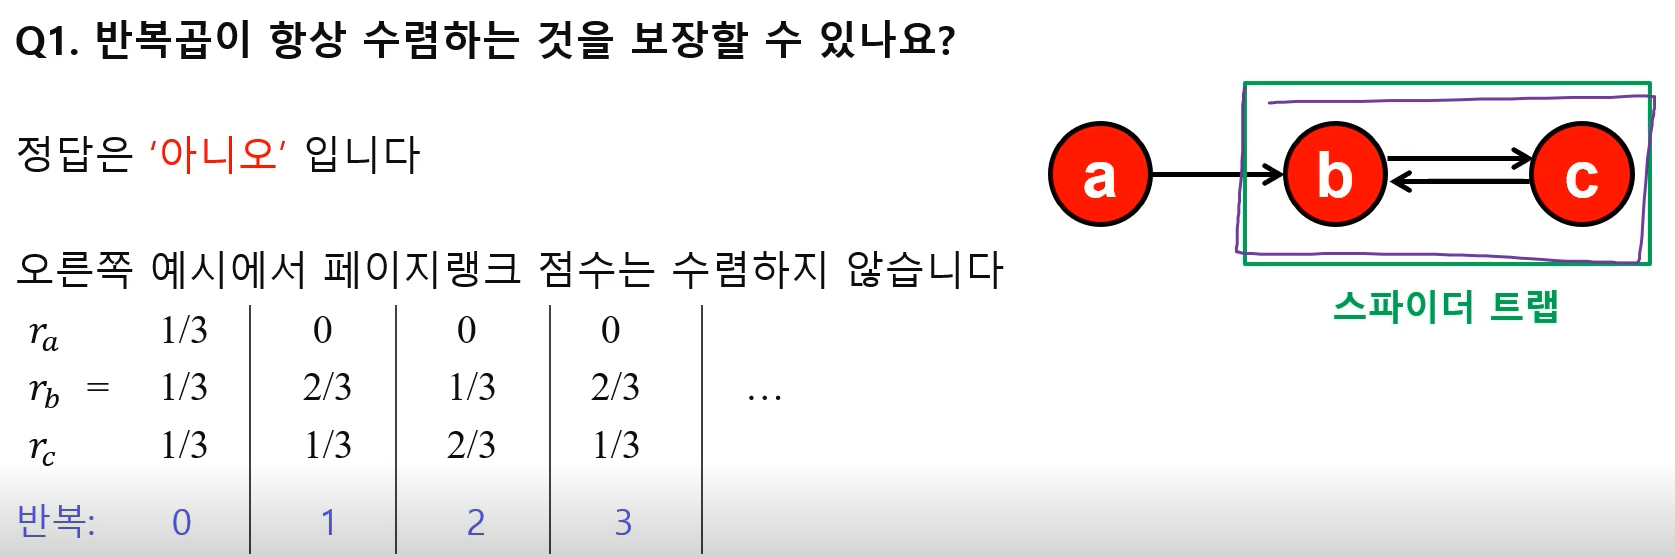 Q1. 반복곱이 항상 수렴하는 것을 보장할 수 있나요?
정답은 ‘아니오’ 입니다
a b c
스파이더 트랩
오른쪽 예시에서 페이지랭크 점수는 수렴하지 않습니다
rₐ 1/3 0 0 0
r_b = 1/3 2/3 1/3 2/3 …
r_c 1/3 1/3 2/3 1/3
반복: 0 1 2 3